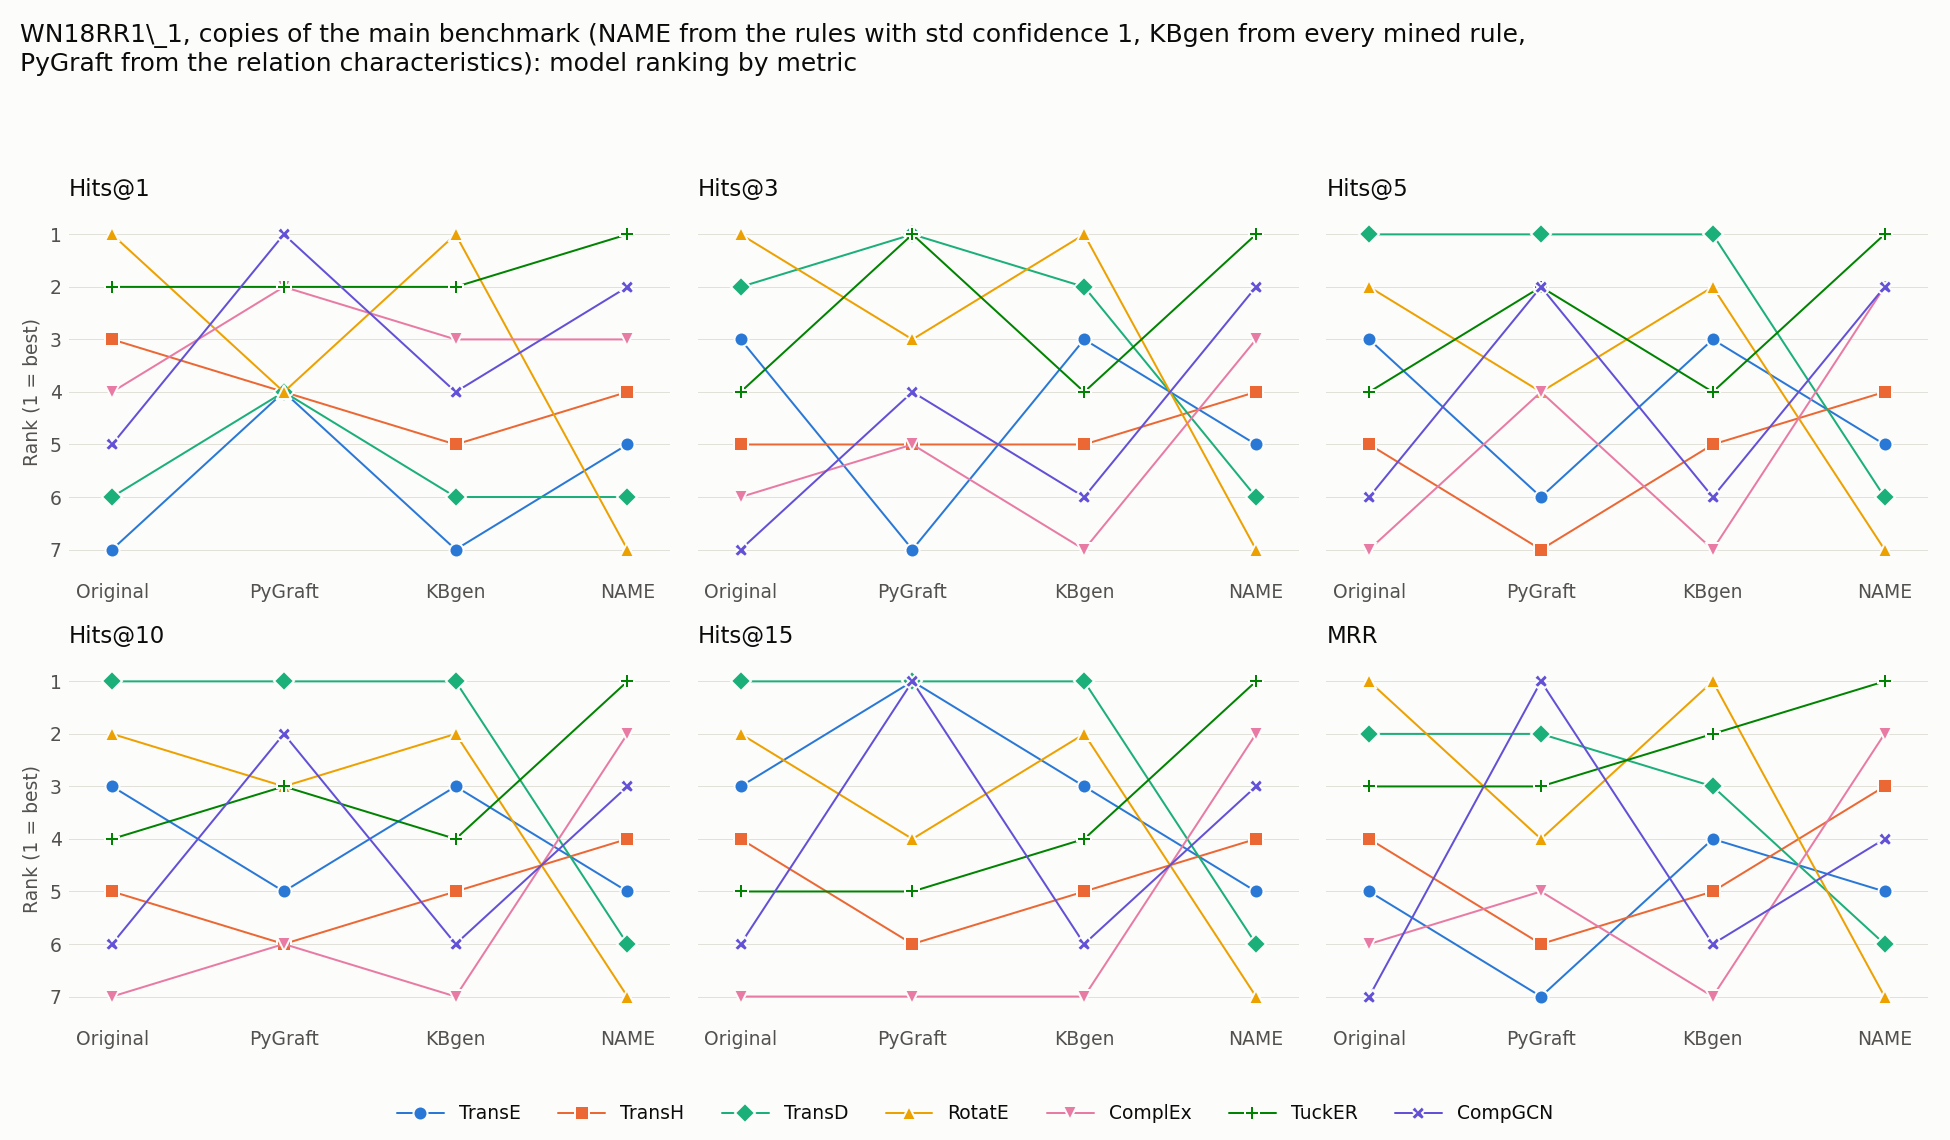 WN18RR1\_1, copies of the main benchmark (NAME from the rules with std confidence 1, KBgen from every mined rule,
PyGraft from the relation characteristics): model ranking by metric
Hits@1
Hits@3
Hits@5
Rank (1 = best)
1
2
3
4
5
6
7
Original PyGraft KBgen NAME
Original PyGraft KBgen NAME
Original PyGraft KBgen NAME
Hits@10
Hits@15
MRR
Rank (1 = best)
1
2
3
4
5
6
7
Original PyGraft KBgen NAME
Original PyGraft KBgen NAME
Original PyGraft KBgen NAME
TransE TransH TransD RotatE ComplEx TuckER CompGCN